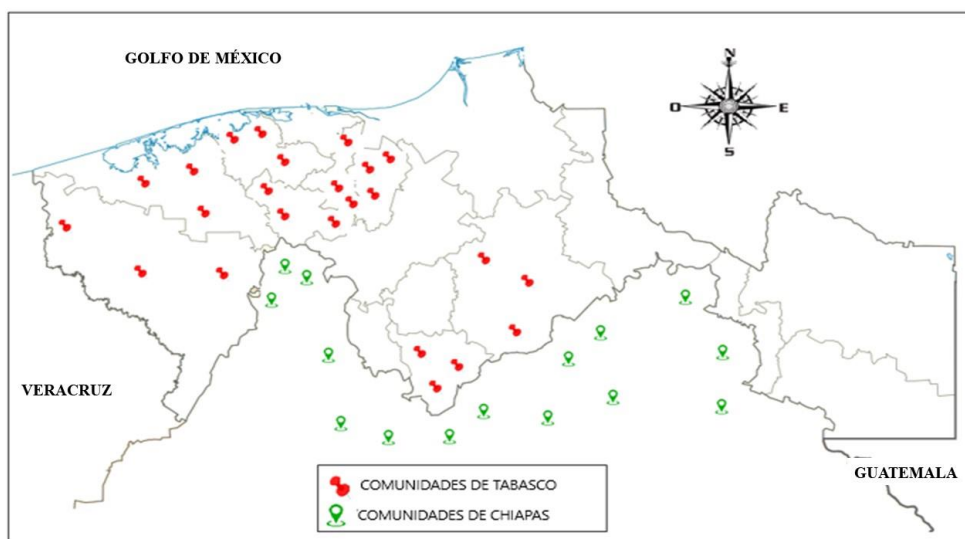 GOLFO DE MÉXICO
N
O
E
S
VERACRUZ
GUATEMALA
COMUNIDADES DE TABASCO
'COMUNIDADES DE CHIAPAS